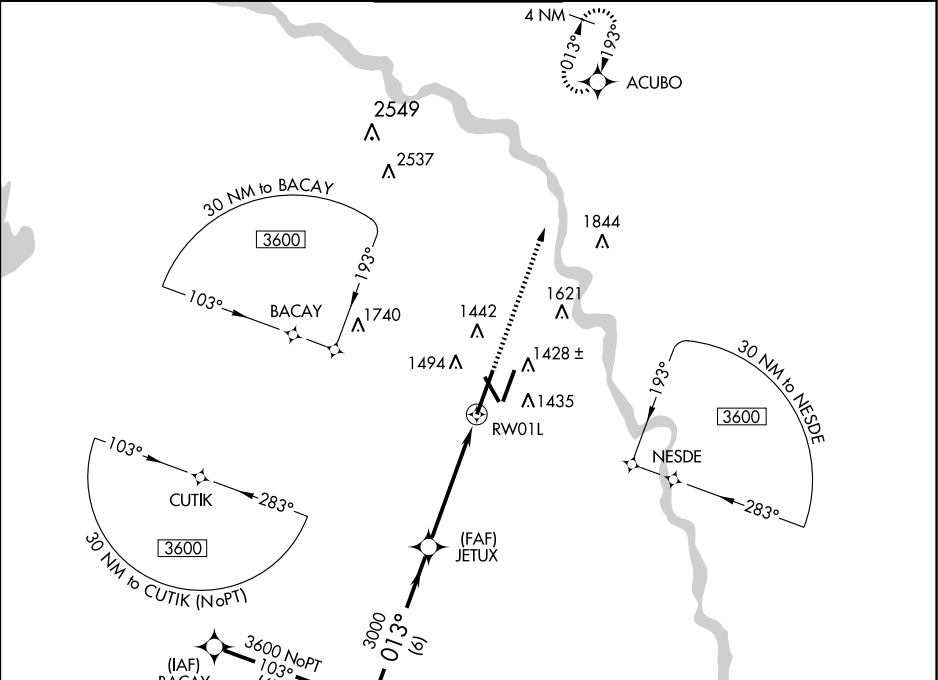 4 NM
013°
193°
ACUBO
2549
2537
30 NM to BACAY
3600
193°
103°
BACAY
1740
1844
1621
1442
1494
1428 ±
1435
RW01L
30 NM to NESDE
3600
193°
NESDE
283°
103°
CUTIK
283°
3600
30 NM to CUTIK (NoPT)
(FAF)
JETUX
3000
013°
(6)
3600 NoPT
103°
(IAF)
BACAY